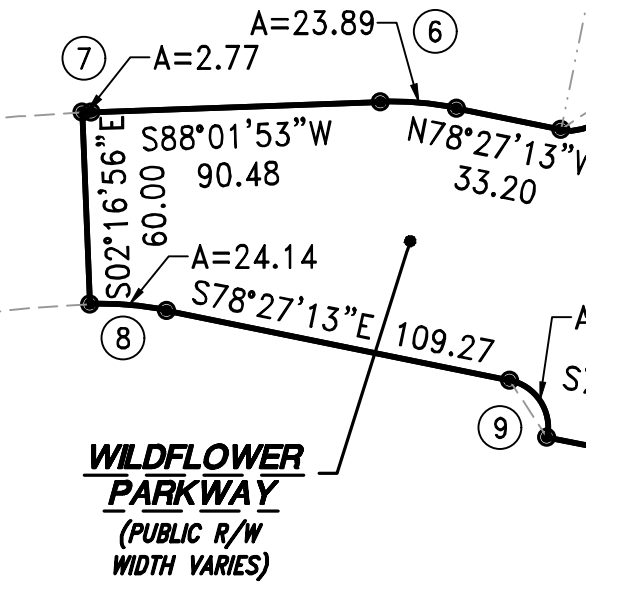 A=23.89
6
7
A=2.77
S88°01'53"W
90.48
N78°27'13"W
33.20
S02°16'56"E
60.00
A=24.14
S78°27'13"E 109.27
8
A
9
WILDFLOWER
PARKWAY
(PUBLIC R/W
WIDTH VARIES)